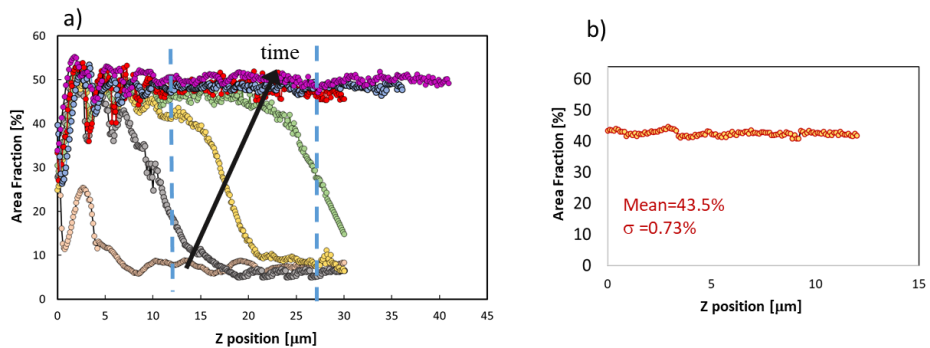 a)
time
Area Fraction [%]
60
50
40
30
20
10
0
0 5 10 15 20 25 30 35 40 45
Z position [μm]
b)
Area Fraction [%]
60
50
40
30
20
10
0
Mean=43.5%
σ =0.73%
0 5 10 15
Z position [μm]